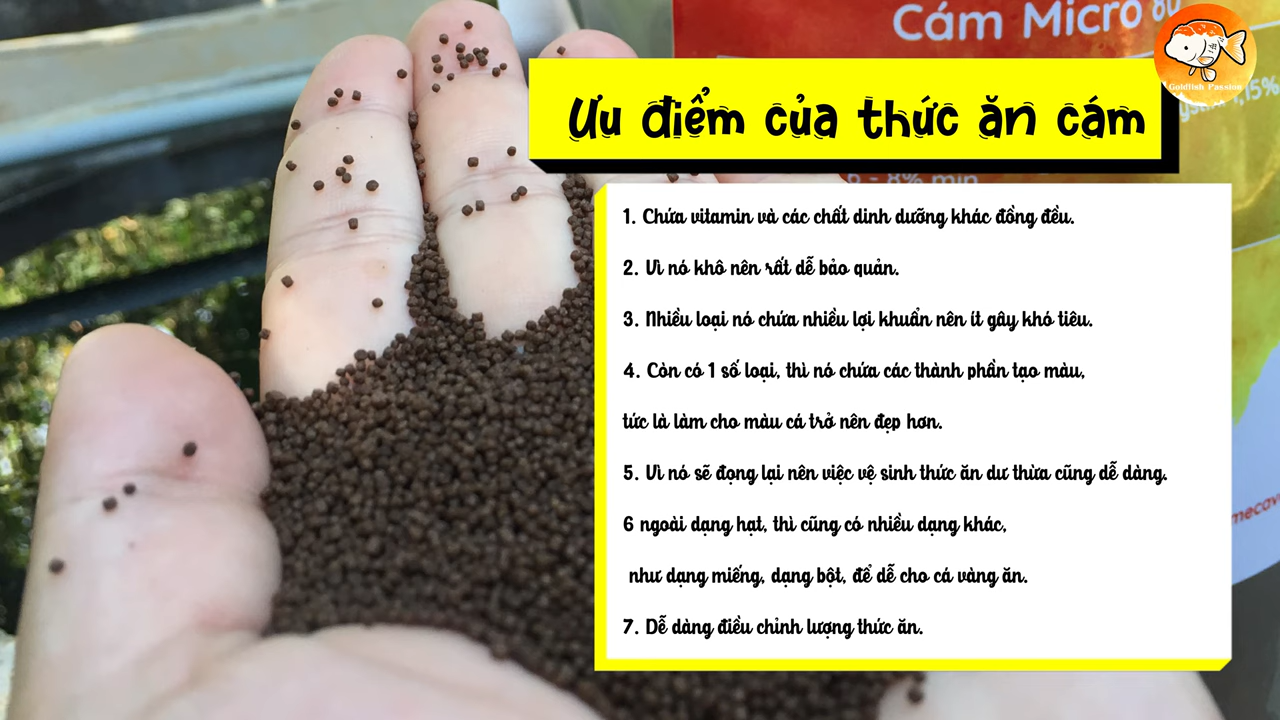 Cám Micro 80
Goldfish Passion
Ưu điểm của thức ăn cám
6 - 8% min
1. Chứa vitamin và các chất dinh dưỡng khác đồng đều.
2. Vì nó khô nên rất dễ bảo quản.
3. Nhiều loại nó chứa nhiều lợi khuẩn nên ít gây khó tiêu.
4. Còn có 1 số loại, thì nó chứa các thành phần tạo màu,
tức là làm cho màu cá trở nên đẹp hơn.
5. Vì nó sẽ đọng lại nên việc vệ sinh thức ăn dư thừa cũng dễ dàng.
6 ngoài dạng hạt, thì cũng có nhiều dạng khác,
như dạng miếng, dạng bột, để dễ cho cá vàng ăn.
7. Dễ dàng điều chỉnh lượng thức ăn.